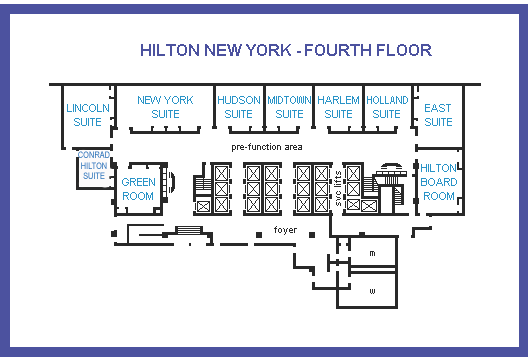 HILTON NEW YORK - FOURTH FLOOR
LINCOLN
SUITE
NEW YORK
SUITE
HUDSON
SUITE
MIDTOWN
SUITE
HARLEM
SUITE
HOLLAND
SUITE
EAST
SUITE
pre-function area
CONRAD
HILTON
SUITE
GREEN
ROOM
svc lifts
HILTON
BOARD
ROOM
foyer
m
w